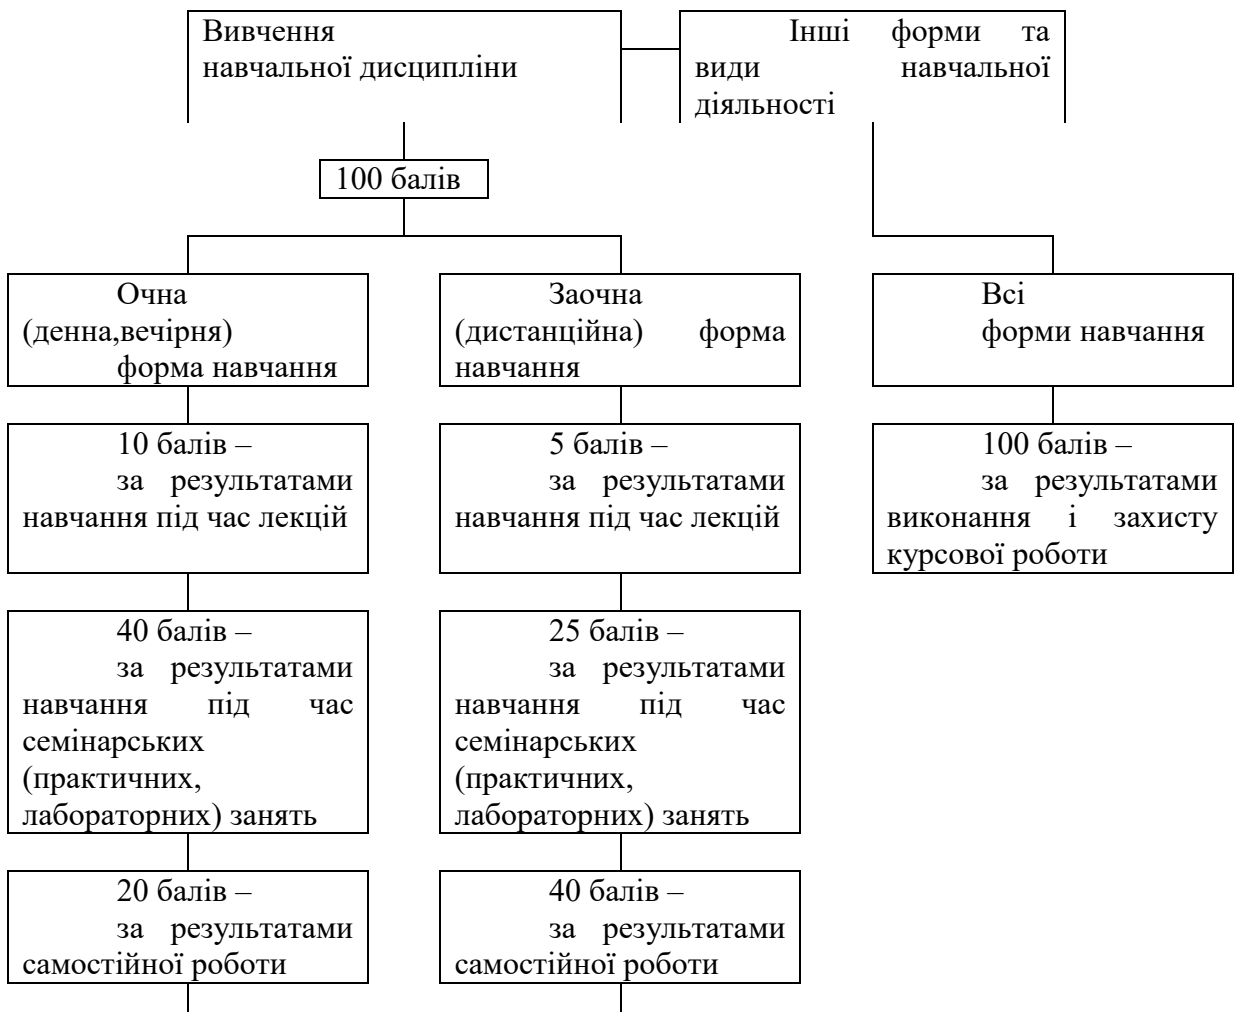 Вивчення
навчальної дисципліни
Інші форми та
види навчальної
діяльності
100 балів
Очна
(денна,вечірня)
форма навчання
Заочна
(дистанційна) форма
навчання
Всі
форми навчання
10 балів –
за результатами
навчання під час лекцій
5 балів –
за результатами
навчання під час лекцій
100 балів –
за результатами
виконання і захисту
курсової роботи
40 балів –
за результатами
навчання під час
семінарських
(практичних,
лабораторних) занять
25 балів –
за результатами
навчання під час
семінарських
(практичних,
лабораторних) занять
20 балів –
за результатами
самостійної роботи
40 балів –
за результатами
самостійної роботи